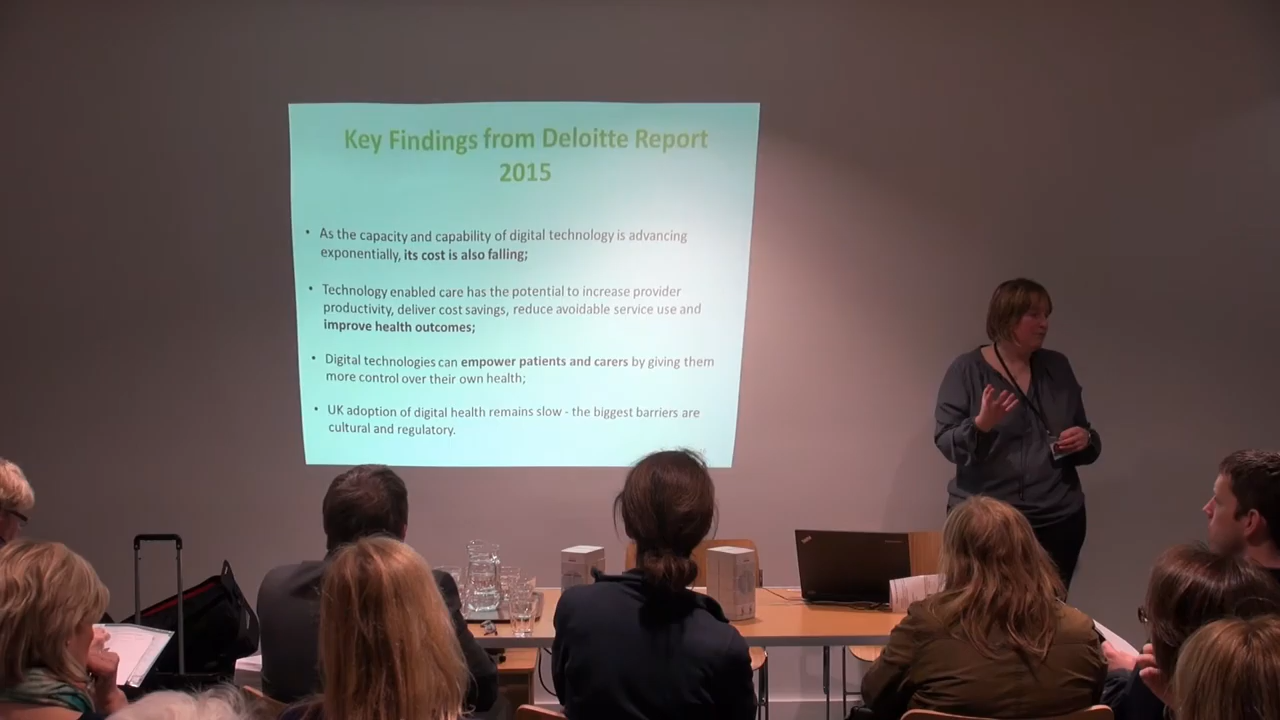 Key Findings from Deloitte Report
2015
• As the capacity and capability of digital technology is advancing
exponentially, its cost is also falling;
• Technology enabled care has the potential to increase provider
productivity, deliver cost savings, reduce avoidable service use and
improve health outcomes;
• Digital technologies can empower patients and carers by giving them
more control over their own health;
• UK adoption of digital health remains slow - the biggest barriers are
cultural and regulatory.